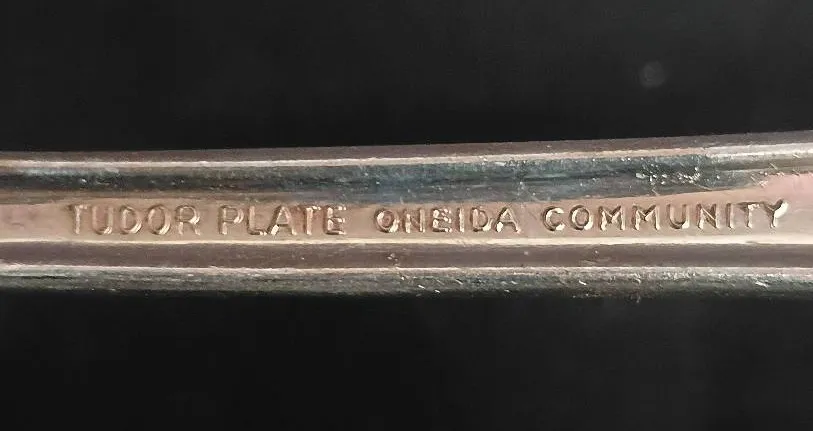 TUDOR PLATE ONEIDA COMMUNITY